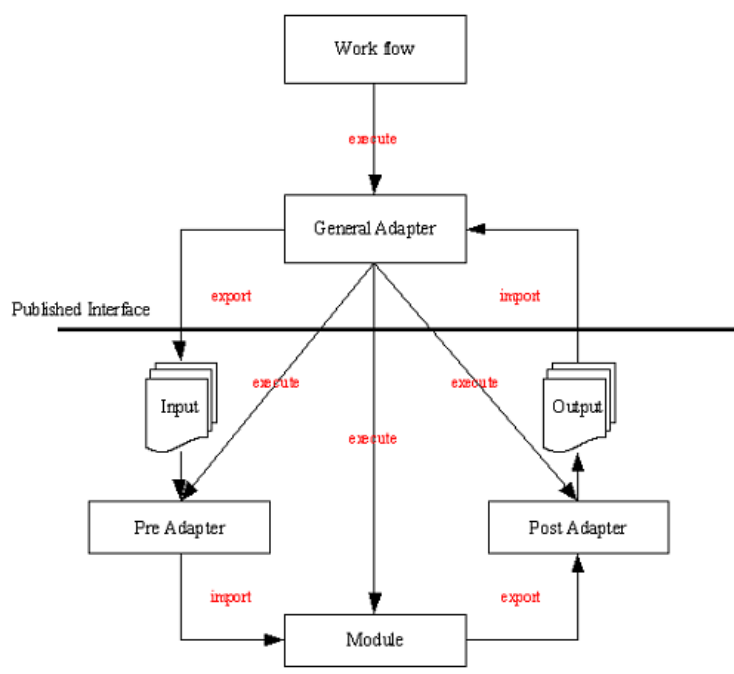 Work flow
execute
General Adapter
export
import
Published Interface
execute
execute
Input
Output
execute
Pre Adapter
Post Adapter
import
export
Module